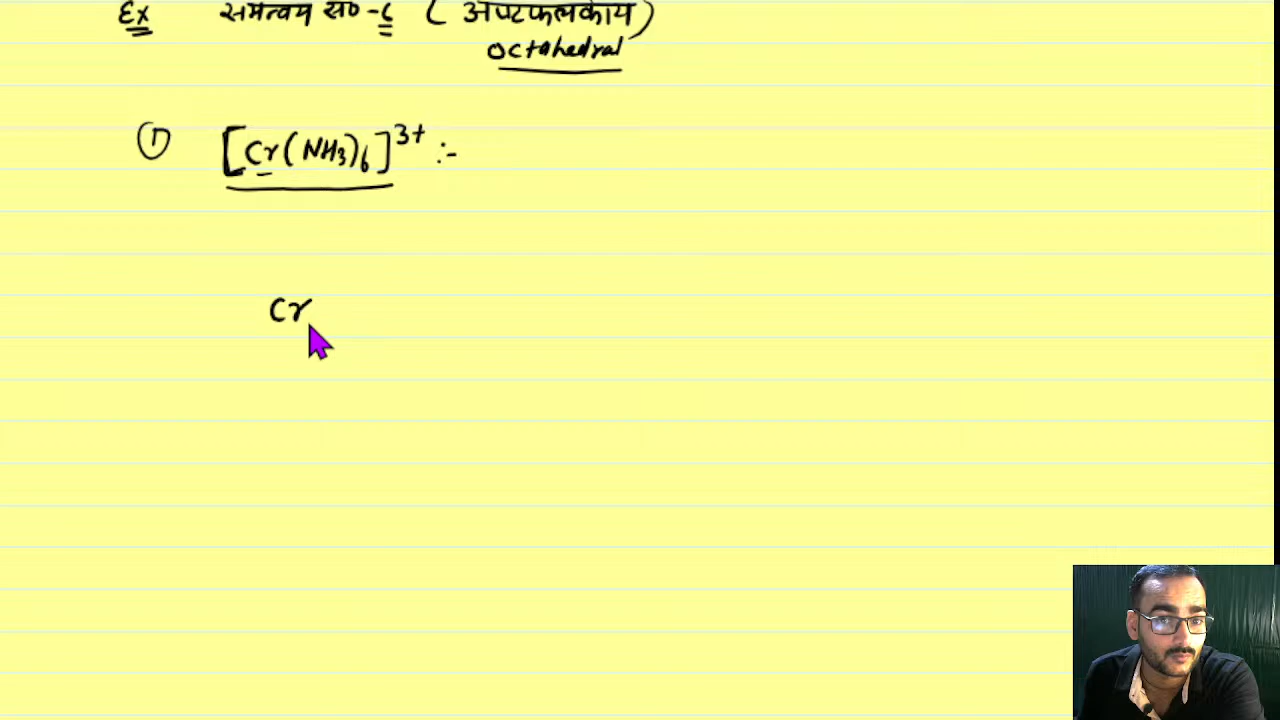 Ex समन्वय सं० - 6 ( अष्टफलकीय )
Octahedral
① [Cr(NH3)6]3+ :-
Cr